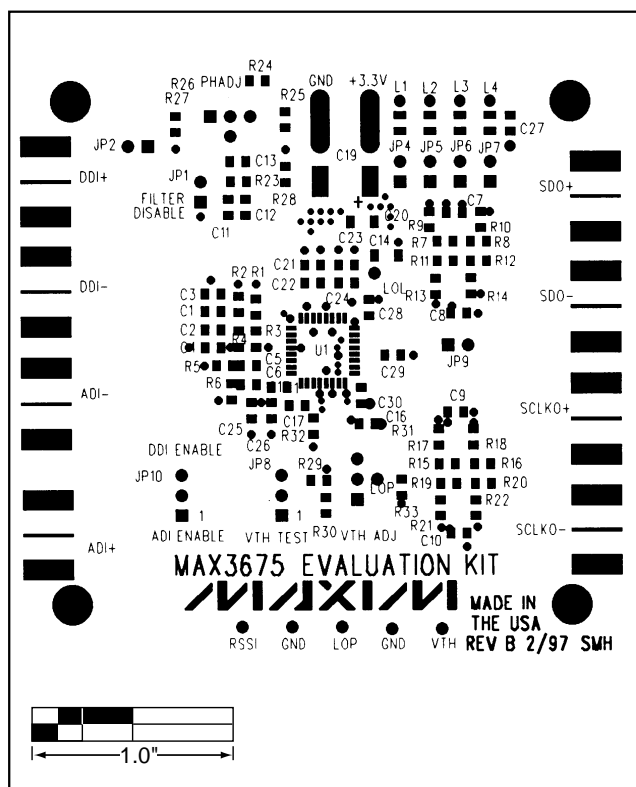 R24
R26
PHADJ
GND
+3.3V
L1 L2 L3 L4
R27
R25
JP2
C19
C27
C13
JP4 JP5 JP6 JP7
DDI+
JP1
R23
SDO+
FILTER
DISABLE
R28
+
C12
C20
C7
C11
R9
R10
C23
C14
R7
R8
C21
R11
R12
DDI-
R2 R1
C22
LOL
C3
R13
R14
SDO-
C24
C1
C28
C8
C2
R4
R3
U1
C4
C5
JP9
R5
C6
C29
R6
ADI-
C30
C9
SCLKO+
C17
C16
C25
C26
R32
R31
R17
R18
DDI ENABLE
JP10
JP8
R29
R15
R16
LOP
R19
R20
R33
R22
1
1
R30
R21
ADI ENABLE
VTH TEST
VTH ADJ
C10
SCLKO-
ADI+
MAX3675 EVALUATION KIT
MAXIM
MADE IN
THE USA
REV B 2/97 SMH
RSSI GND LOP GND VTH
1.0"